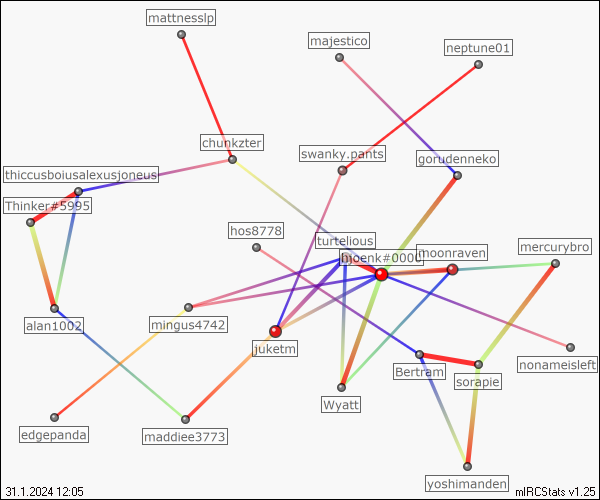 mattnesslp
majestico
neptune01
chunkzter
swanky.pants
gorudenneko
thiccusboiusalexusjoneus
Thinker#5995
hos8778
turtelious
bjoenk#0000
moonraven
mercurybro
alan1002
mingus4742
juketm
Bertram
nonameisleft
sorapie
Wyatt
edgepanda
maddiee3773
yoshimanden
31.1.2024 12:05
mIRCStats v1.25